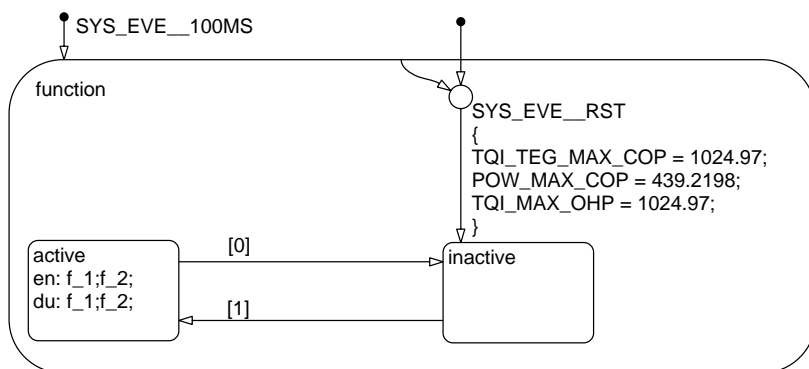 SYS_EVE__100MS
function
SYS_EVE__RST
{
TQI_TEG_MAX_COP = 1024.97;
POW_MAX_COP = 439.2198;
TQI_MAX_OHP = 1024.97;
}
active
en: f_1;f_2;
du: f_1;f_2;
[0]
inactive
[1]